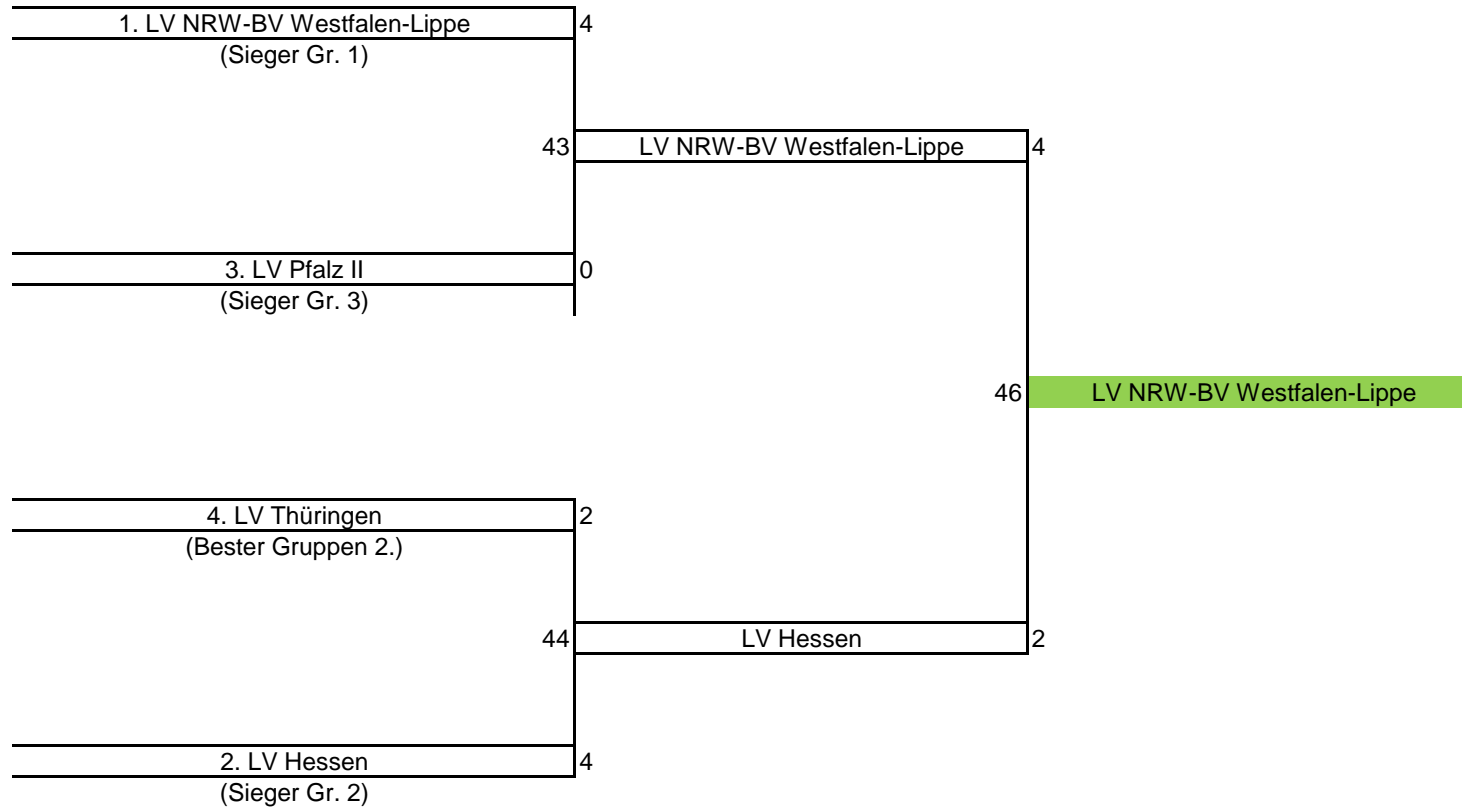 1. LV NRW-BV Westfalen-Lippe 4
(Sieger Gr. 1)
43 LV NRW-BV Westfalen-Lippe 4
3. LV Pfalz II 0
(Sieger Gr. 3)
46 LV NRW-BV Westfalen-Lippe
4. LV Thüringen 2
(Bester Gruppen 2.)
44 LV Hessen 2
2. LV Hessen 4
(Sieger Gr. 2)